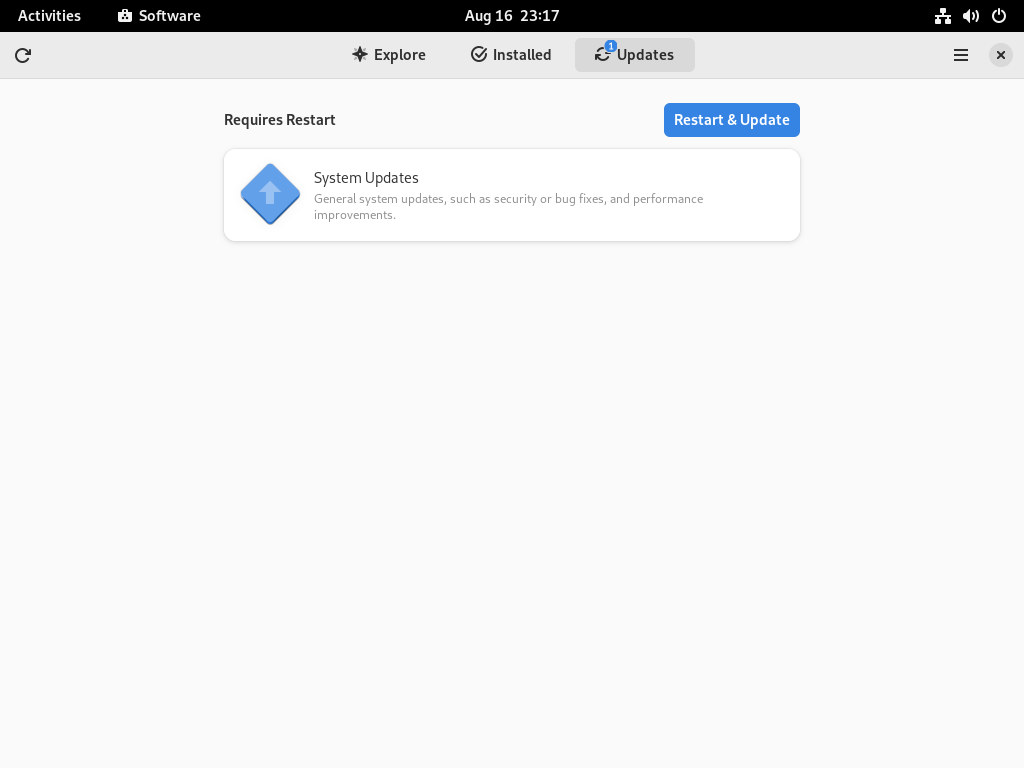 Activities Software Aug 16 23:17
Explore Installed 1 Updates
Requires Restart Restart & Update
System Updates
General system updates, such as security or bug fixes, and performance
improvements.